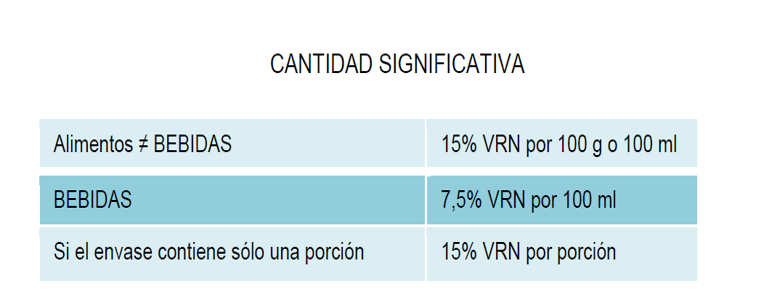 CANTIDAD SIGNIFICATIVA
Alimentos ≠ BEBIDAS 15% VRN por 100 g o 100 ml
BEBIDAS 7,5% VRN por 100 ml
Si el envase contiene sólo una porción 15% VRN por porción